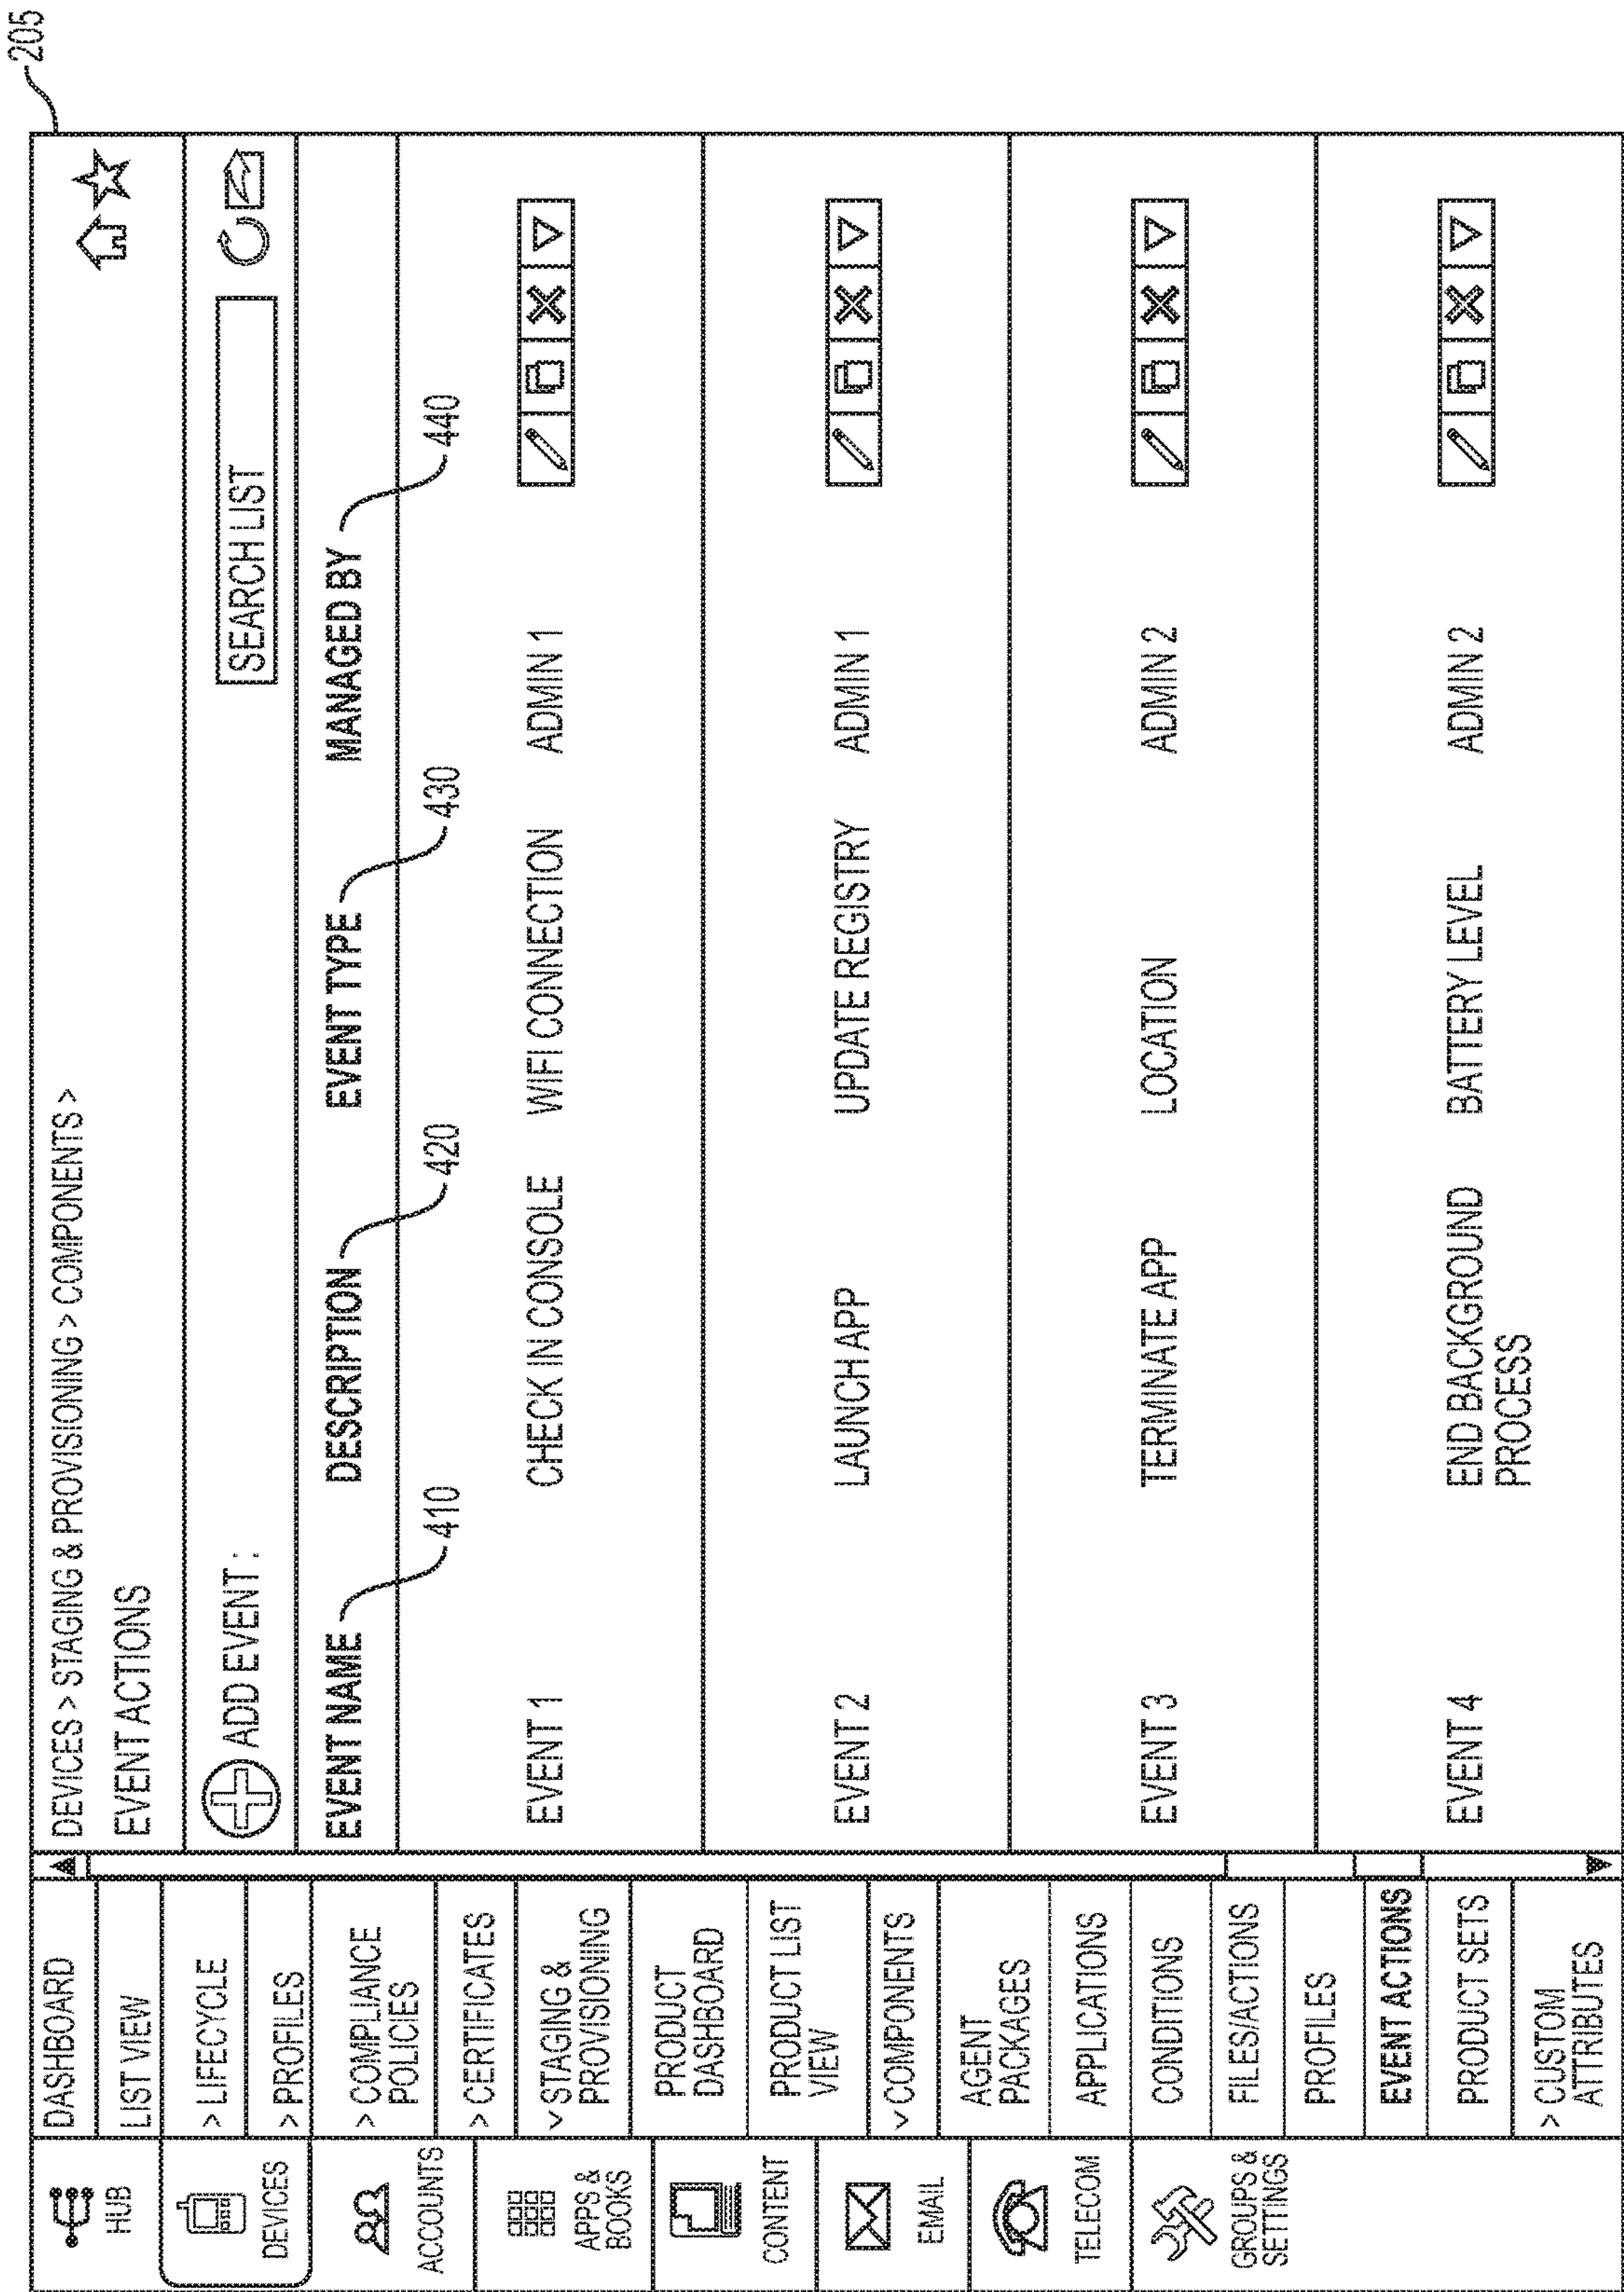 205
HUB
DEVICES
ACCOUNTS
APPS &
BOOKS
CONTENT
EMAIL
TELECOM
GROUPS &
SETTINGS
DASHBOARD
LIST VIEW
> LIFECYCLE
> PROFILES
> COMPLIANCE
POLICIES
> CERTIFICATES
˅ STAGING &
PROVISIONING
PRODUCT
DASHBOARD
PRODUCT LIST
VIEW
˅ COMPONENTS
AGENT
PACKAGES
APPLICATIONS
CONDITIONS
FILES/ACTIONS
PROFILES
EVENT ACTIONS
PRODUCT SETS
> CUSTOM
ATTRIBUTES
DEVICES > STAGING & PROVISIONING > COMPONENTS >
EVENT ACTIONS
ADD EVENT :
SEARCH LIST
EVENT NAME DESCRIPTION EVENT TYPE MANAGED BY
410 420 430 440
EVENT 1 CHECK IN CONSOLE WIFI CONNECTION ADMIN 1
EVENT 2 LAUNCH APP UPDATE REGISTRY ADMIN 1
EVENT 3 TERMINATE APP LOCATION ADMIN 2
EVENT 4 END BACKGROUND BATTERY LEVEL ADMIN 2
PROCESS